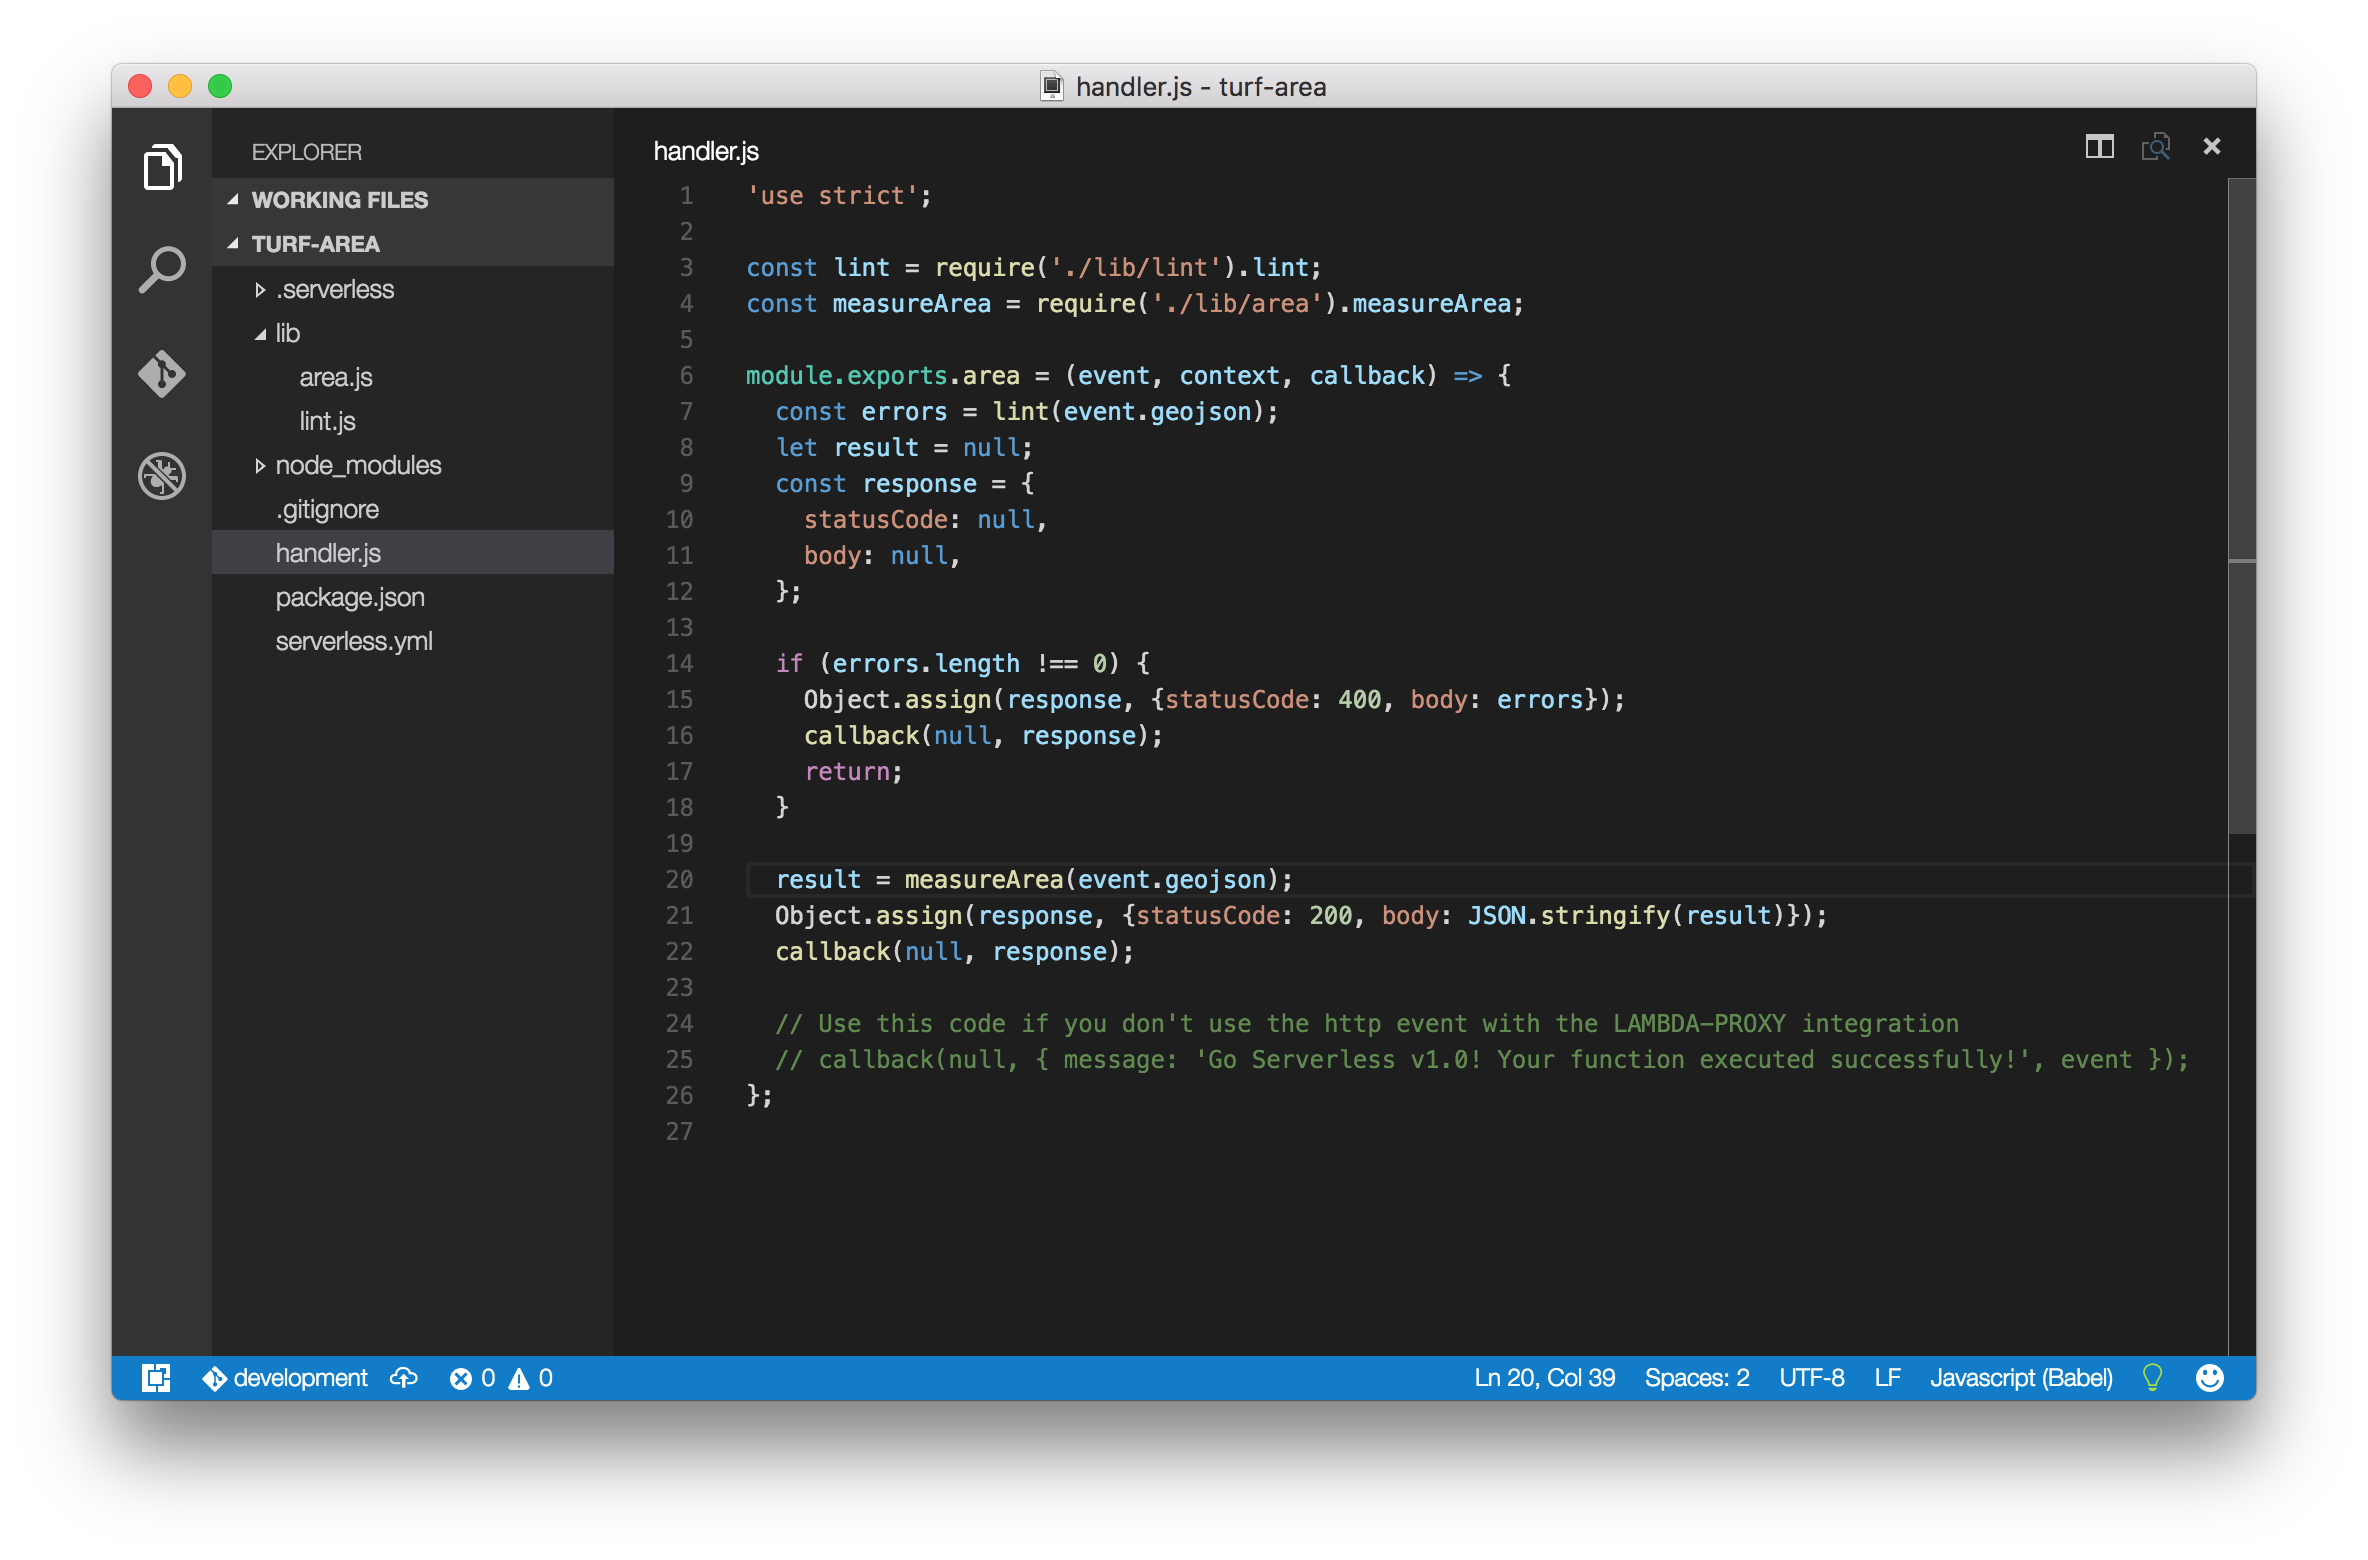 handler.js - turf-area
EXPLORER
WORKING FILES
TURF-AREA
.serverless
lib
area.js
lint.js
node_modules
.gitignore
handler.js
package.json
serverless.yml
handler.js
1 'use strict';
2
3 const lint = require('./lib/lint').lint;
4 const measureArea = require('./lib/area').measureArea;
5
6 module.exports.area = (event, context, callback) => {
7   const errors = lint(event.geojson);
8   let result = null;
9   const response = {
10     statusCode: null,
11     body: null,
12   };
13
14   if (errors.length !== 0) {
15     Object.assign(response, {statusCode: 400, body: errors});
16     callback(null, response);
17     return;
18   }
19
20   result = measureArea(event.geojson);
21   Object.assign(response, {statusCode: 200, body: JSON.stringify(result)});
22   callback(null, response);
23
24   // Use this code if you don't use the http event with the LAMBDA-PROXY integration
25   // callback(null, { message: 'Go Serverless v1.0! Your function executed successfully!', event });
26 };
27
development 0 0 Ln 20, Col 39 Spaces: 2 UTF-8 LF Javascript (Babel)